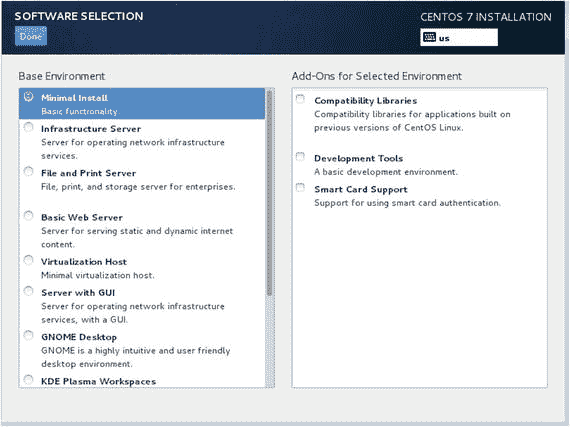 SOFTWARE SELECTION
Done
CENTOS 7 INSTALLATION
us
Base Environment
Minimal Install
Basic functionality.
Infrastructure Server
Server for operating network infrastructure
services.
File and Print Server
File, print, and storage server for enterprises.
Basic Web Server
Server for serving static and dynamic internet
content.
Virtualization Host
Minimal virtualization host.
Server with GUI
Server for operating network infrastructure
services, with a GUI.
GNOME Desktop
GNOME is a highly intuitive and user friendly
desktop environment.
KDE Plasma Workspaces
Add-Ons for Selected Environment
Compatibility Libraries
Compatibility libraries for applications built on
previous versions of CentOS Linux.
Development Tools
A basic development environment.
Smart Card Support
Support for using smart card authentication.